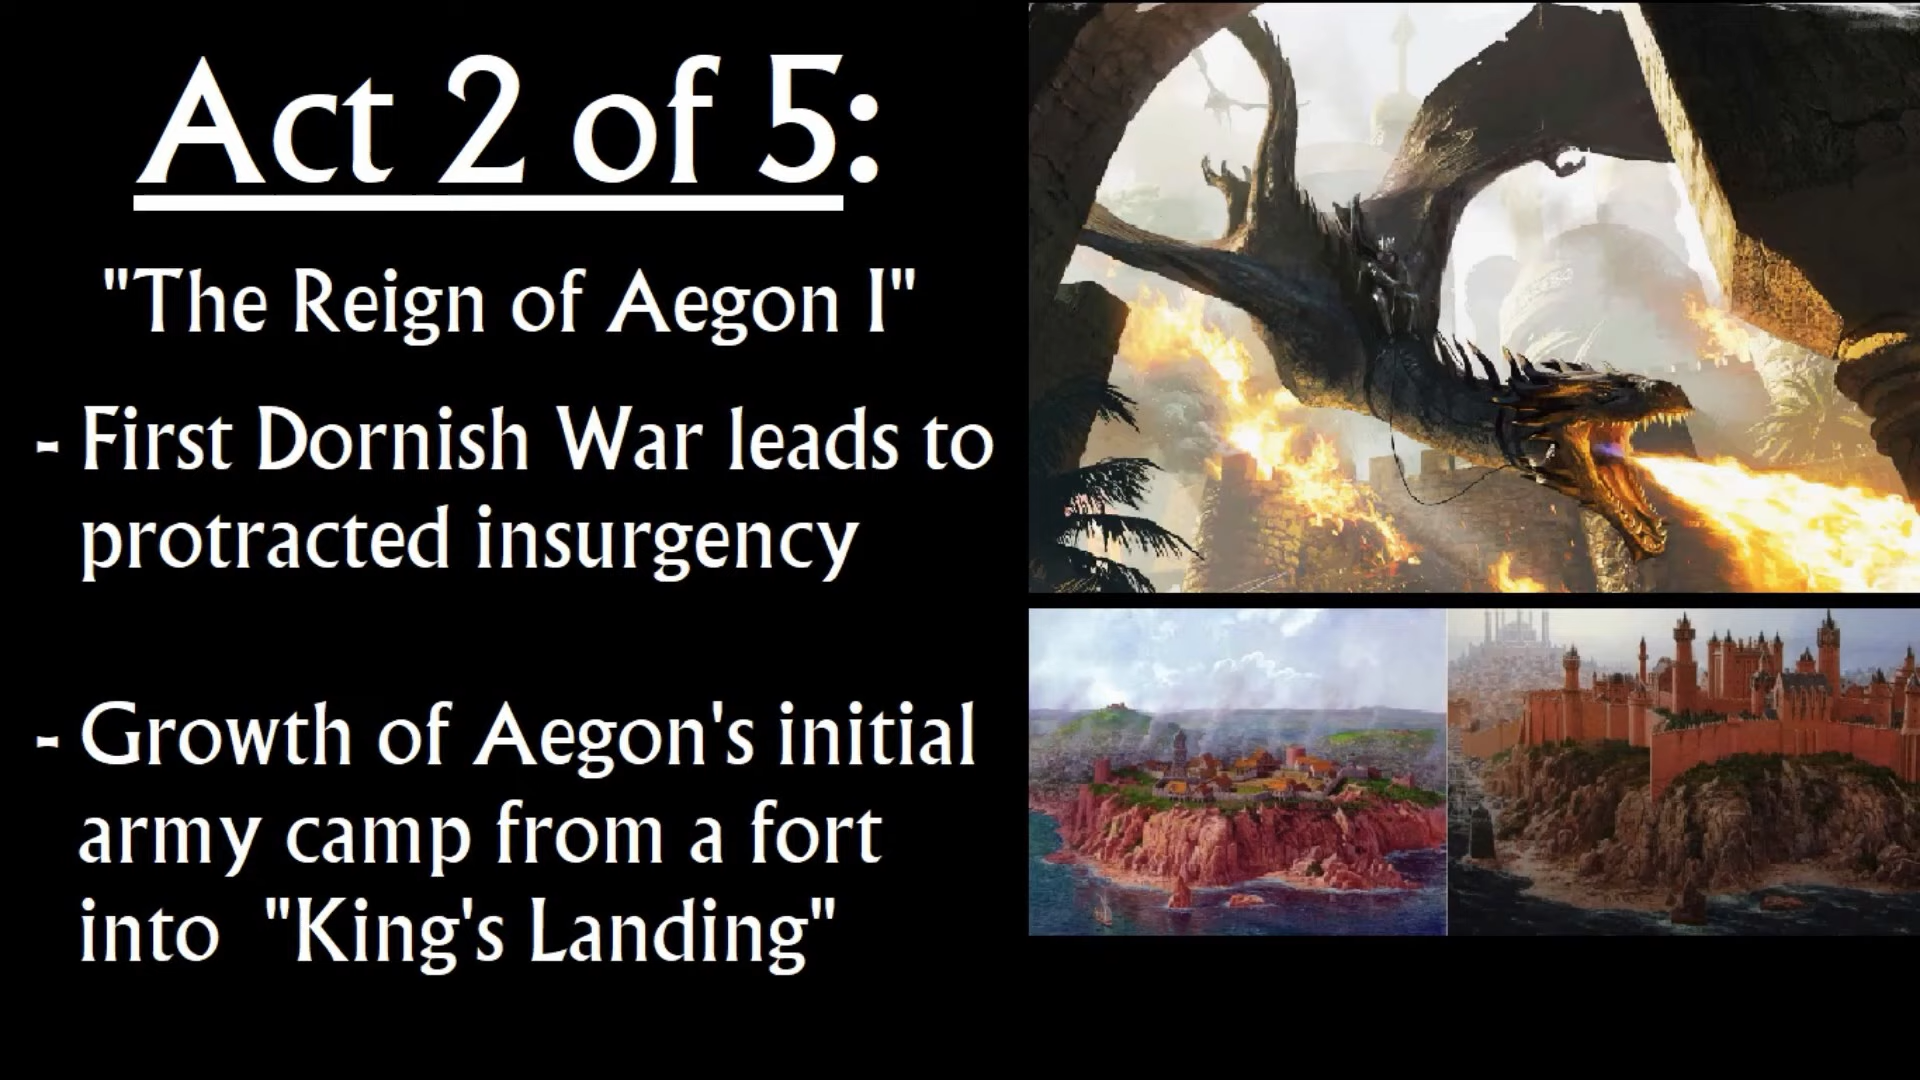 Act 2 of 5:
"The Reign of Aegon I"
- First Dornish War leads to
protracted insurgency
- Growth of Aegon's initial
army camp from a fort
into "King's Landing"